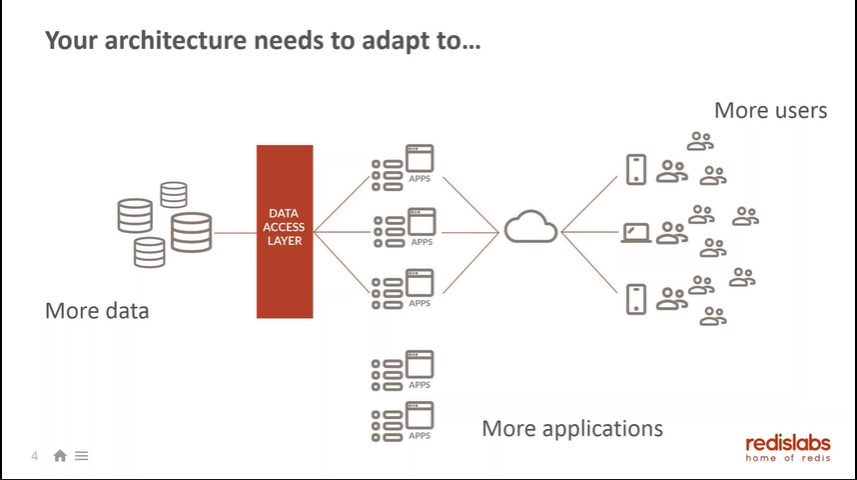 Your architecture needs to adapt to...
More users
APPS
DATA
ACCESS
LAYER
APPS
More data
APPS
APPS
More applications
APPS
redislabs
home of redis
4